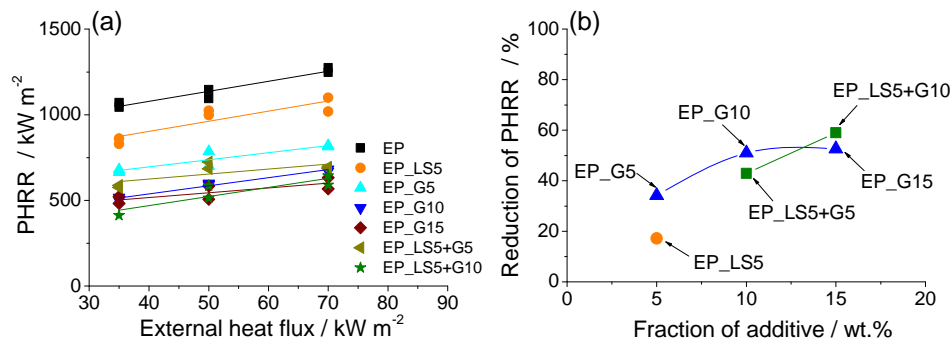 (a)
1500
1000
500
0
PHRR / kW m⁻²
30 40 50 60 70 80 90
External heat flux / kW m⁻²
EP
EP_LS5
EP_G5
EP_G10
EP_G15
EP_LS5+G5
EP_LS5+G10
(b)
100
80
60
40
20
0
Reduction of PHRR / %
0 5 10 15 20
Fraction of additive / wt.%
EP_LS5+G10
EP_G10
EP_G5
EP_G15
EP_LS5+G5
EP_LS5